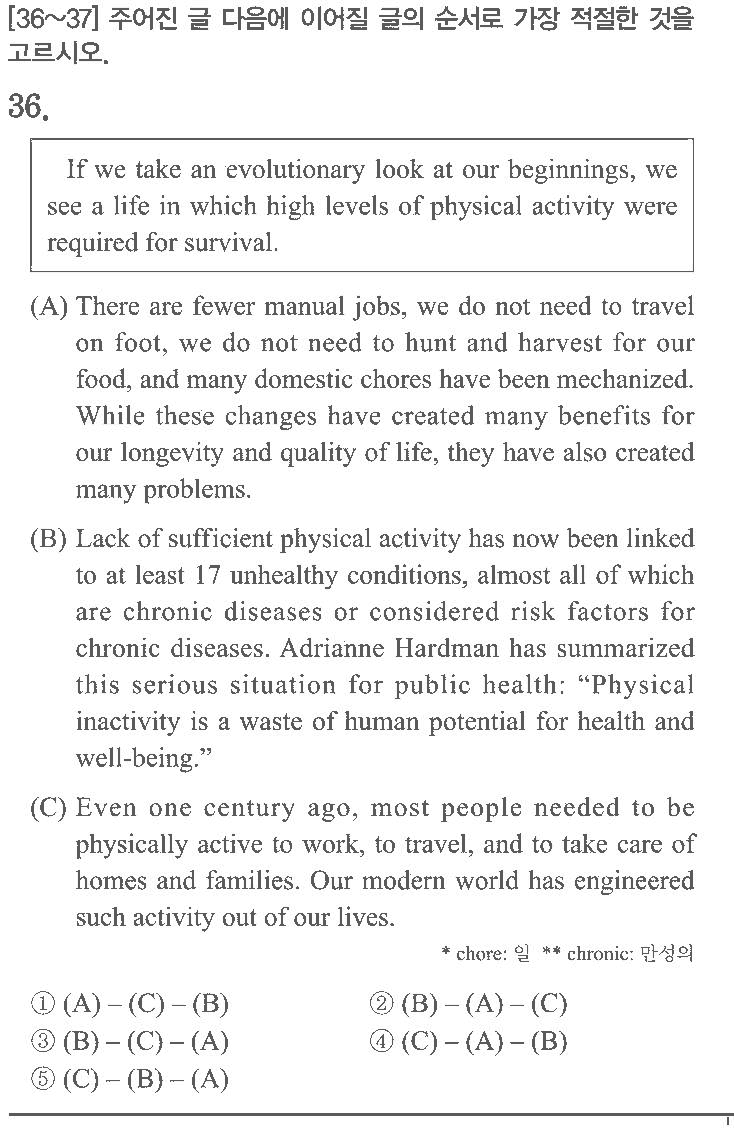 [36～37] 주어진 글 다음에 이어질 글의 순서로 가장 적절한 것을
고르시오.
36.
If we take an evolutionary look at our beginnings, we
see a life in which high levels of physical activity were
required for survival.
(A) There are fewer manual jobs, we do not need to travel
on foot, we do not need to hunt and harvest for our
food, and many domestic chores have been mechanized.
While these changes have created many benefits for
our longevity and quality of life, they have also created
many problems.
(B) Lack of sufficient physical activity has now been linked
to at least 17 unhealthy conditions, almost all of which
are chronic diseases or considered risk factors for
chronic diseases. Adrianne Hardman has summarized
this serious situation for public health: “Physical
inactivity is a waste of human potential for health and
well-being.”
(C) Even one century ago, most people needed to be
physically active to work, to travel, and to take care of
homes and families. Our modern world has engineered
such activity out of our lives.
* chore: 일 ** chronic: 만성의
① (A) – (C) – (B) ② (B) – (A) – (C)
③ (B) – (C) – (A) ④ (C) – (A) – (B)
⑤ (C) – (B) – (A)